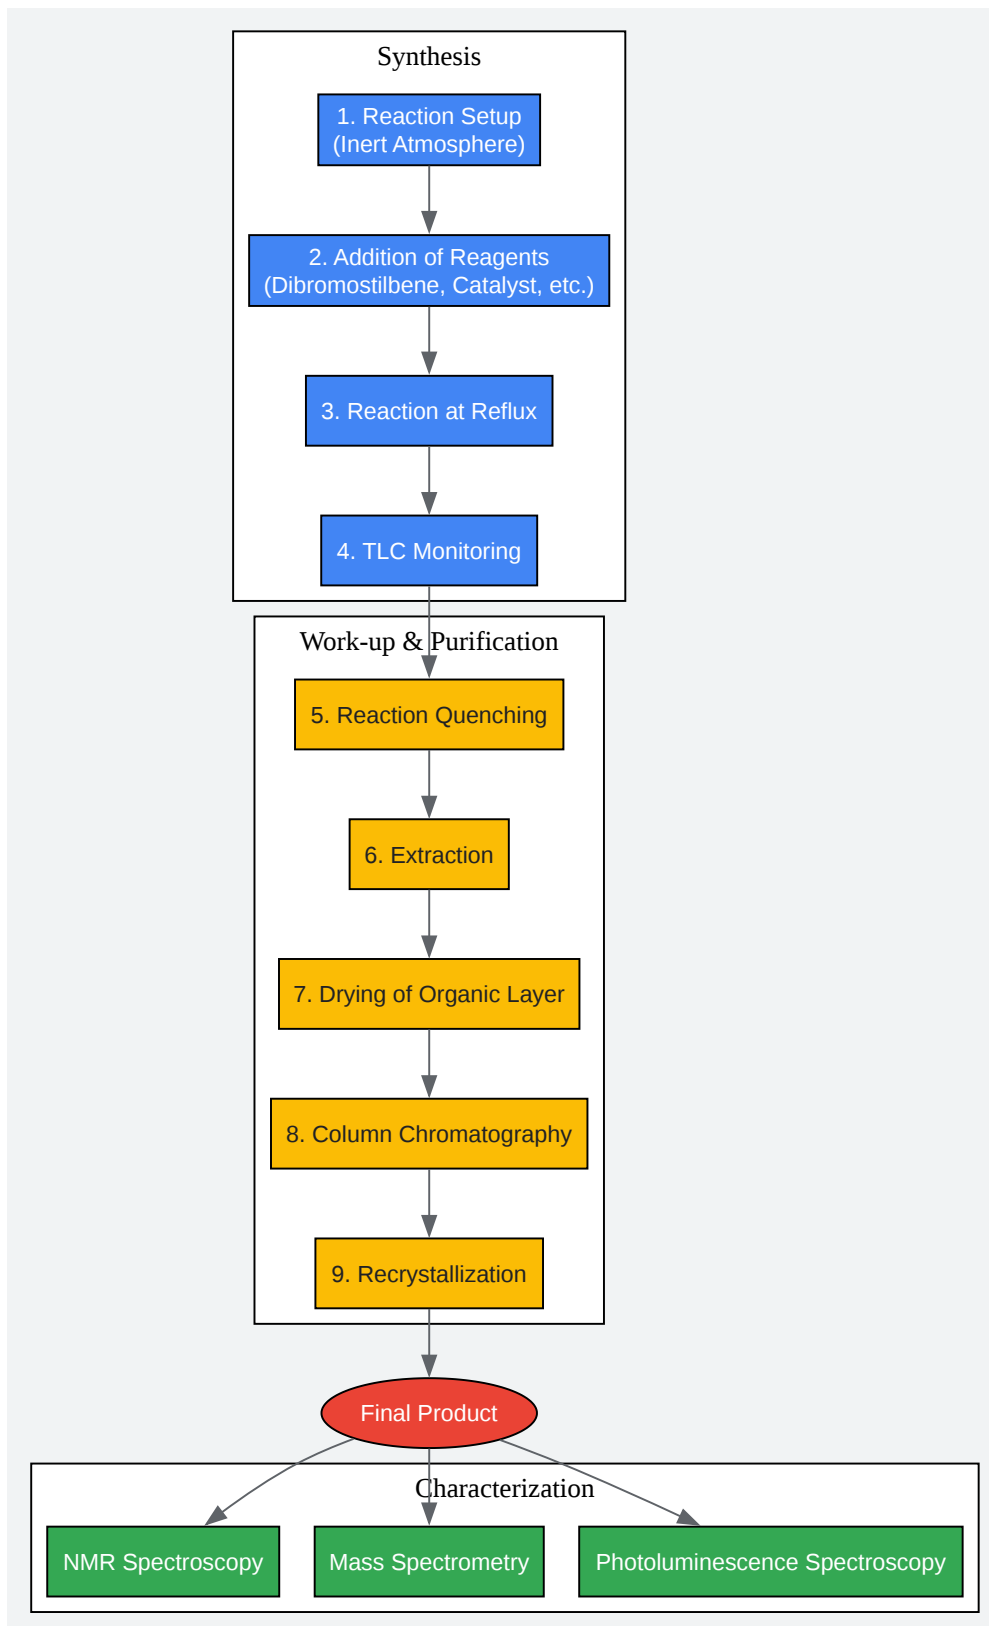 Synthesis
1. Reaction Setup
(Inert Atmosphere)
2. Addition of Reagents
(Dibromostilbene, Catalyst, etc.)
3. Reaction at Reflux
4. TLC Monitoring
Work-up & Purification
5. Reaction Quenching
6. Extraction
7. Drying of Organic Layer
8. Column Chromatography
9. Recrystallization
Final Product
Characterization
NMR Spectroscopy
Mass Spectrometry
Photoluminescence Spectroscopy